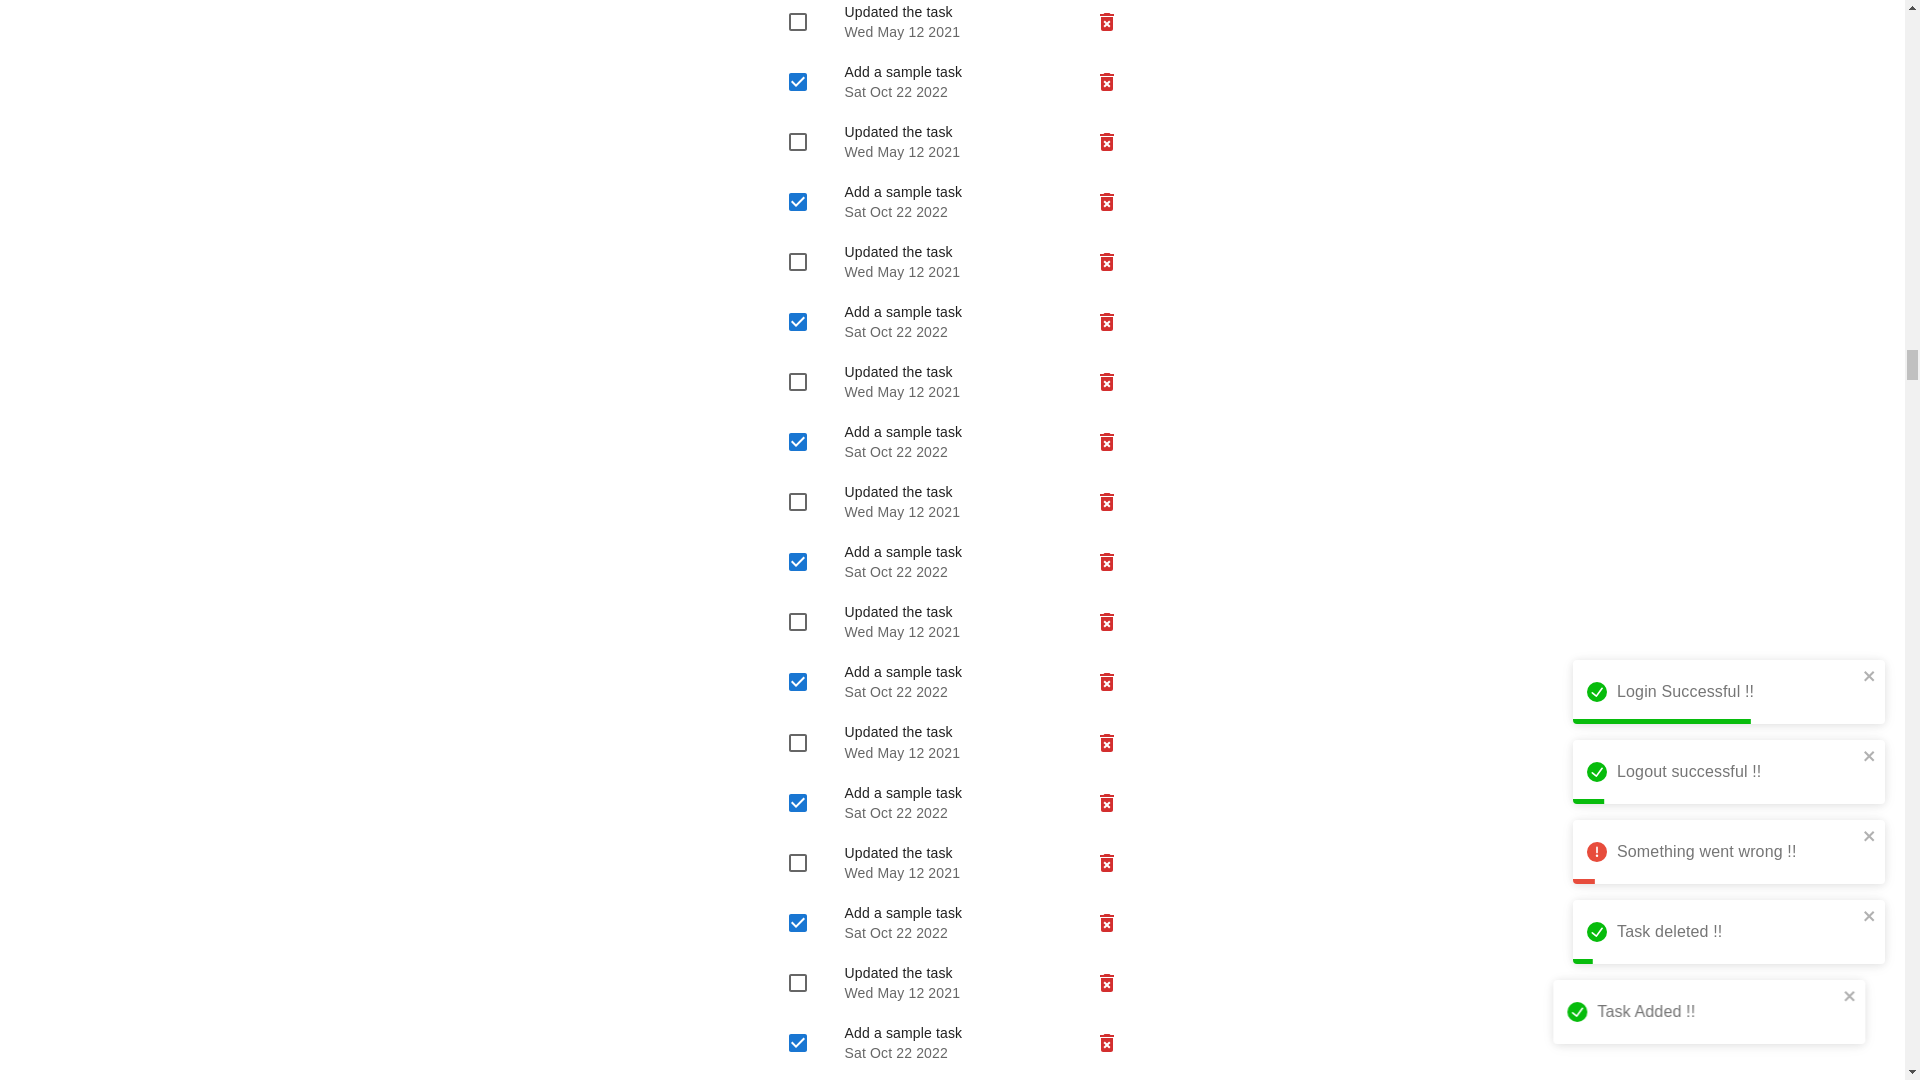 Updated the task
Wed May 12 2021
Add a sample task
Sat Oct 22 2022
Updated the task
Wed May 12 2021
Add a sample task
Sat Oct 22 2022
Updated the task
Wed May 12 2021
Add a sample task
Sat Oct 22 2022
Updated the task
Wed May 12 2021
Add a sample task
Sat Oct 22 2022
Updated the task
Wed May 12 2021
Add a sample task
Sat Oct 22 2022
Updated the task
Wed May 12 2021
Add a sample task
Sat Oct 22 2022
Updated the task
Wed May 12 2021
Add a sample task
Sat Oct 22 2022
Updated the task
Wed May 12 2021
Add a sample task
Sat Oct 22 2022
Updated the task
Wed May 12 2021
Add a sample task
Sat Oct 22 2022
Login Successful !!
Logout successful !!
Something went wrong !!
Task deleted !!
Task Added !!